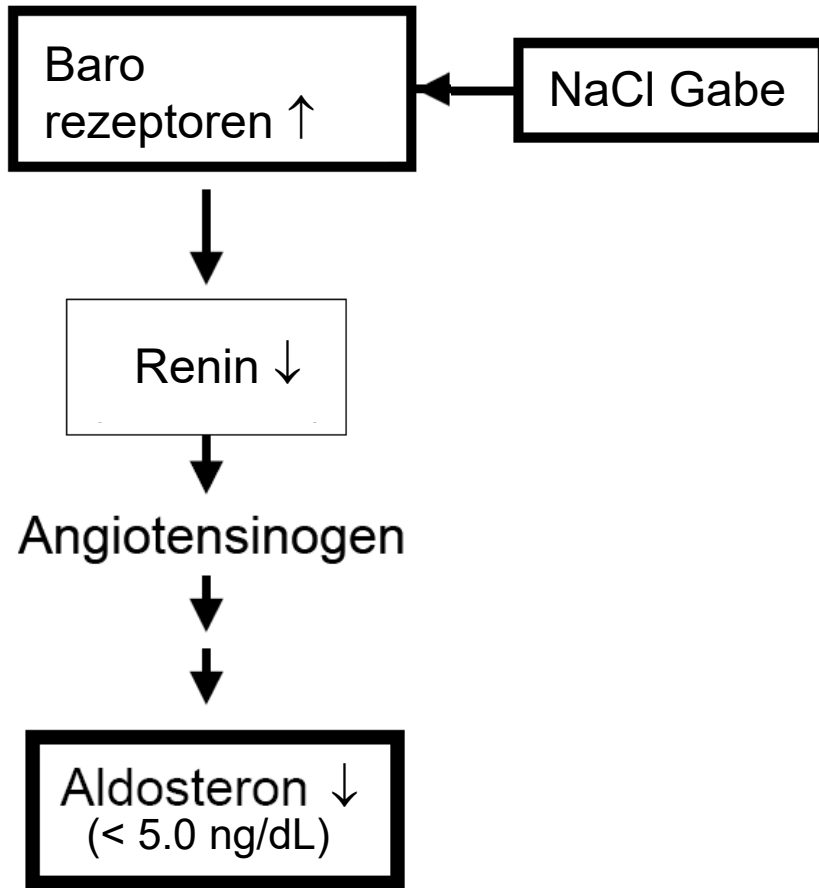 Baro
rezeptoren ↑
NaCl Gabe
Renin ↓
Angiotensinogen
Aldosteron ↓
(< 5.0 ng/dL)